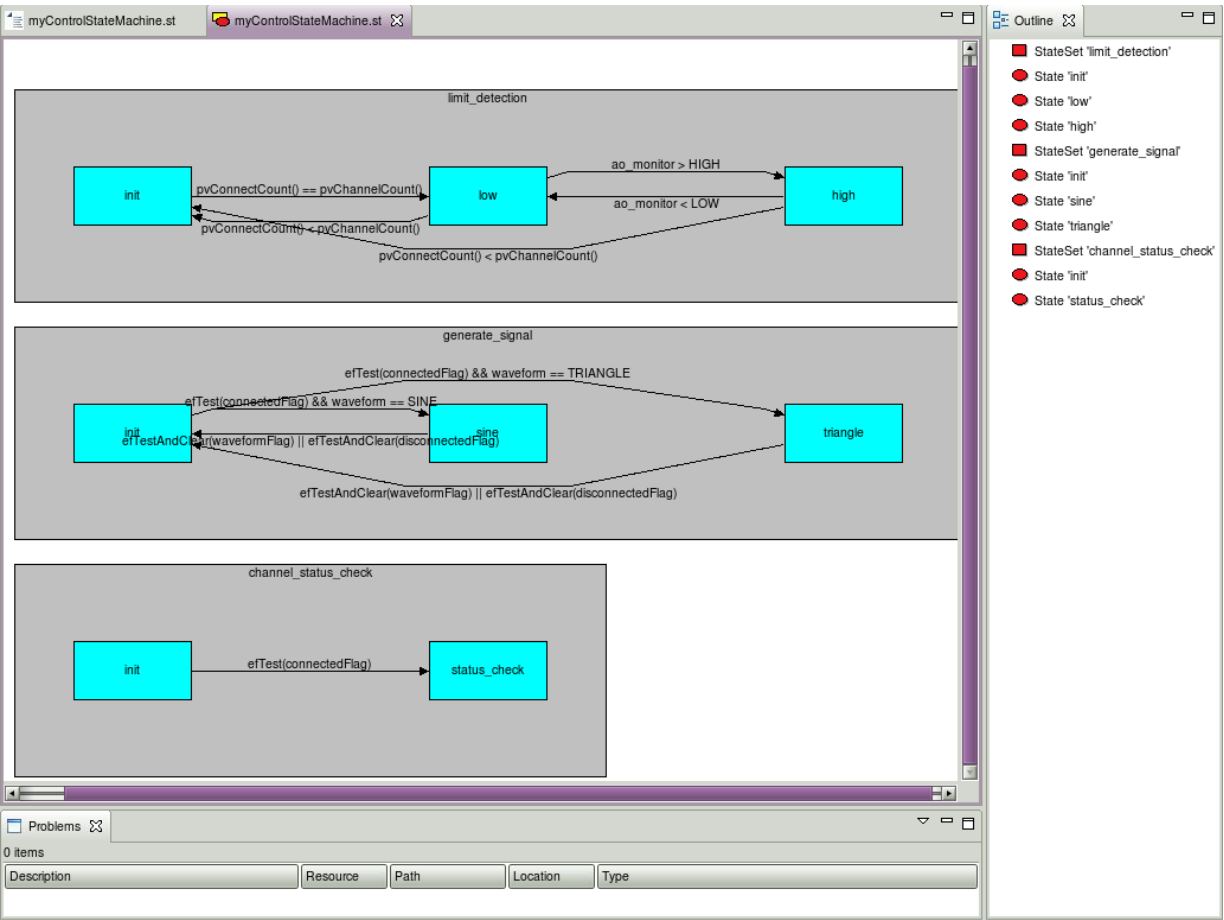 myControlStateMachine.st
myControlStateMachine.st
limit_detection
ao_monitor > HIGH
init
pvConnectCount() == pvChannelCount()
low
high
ao_monitor < LOW
pvConnectCount() < pvChannelCount()
pvConnectCount() < pvChannelCount()
generate_signal
efTest(connectedFlag) && waveform == TRIANGLE
efTest(connectedFlag) && waveform == SINE
init
sine
triangle
efTestAndClear(waveformFlag) || efTestAndClear(disconnectedFlag)
efTestAndClear(waveformFlag) || efTestAndClear(disconnectedFlag)
channel_status_check
init
efTest(connectedFlag)
status_check
Outline
StateSet 'limit_detection'
State 'init'
State 'low'
State 'high'
StateSet 'generate_signal'
State 'init'
State 'sine'
State 'triangle'
StateSet 'channel_status_check'
State 'init'
State 'status_check'
Problems
0 items
Description Resource Path Location Type